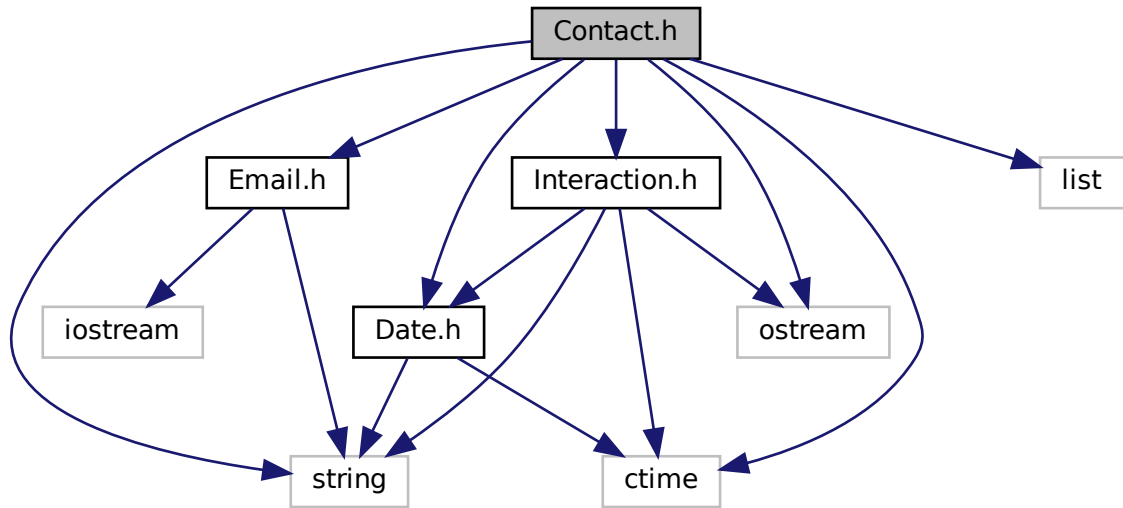 Contact.h
Email.h
Interaction.h
list
iostream
Date.h
ostream
string
ctime